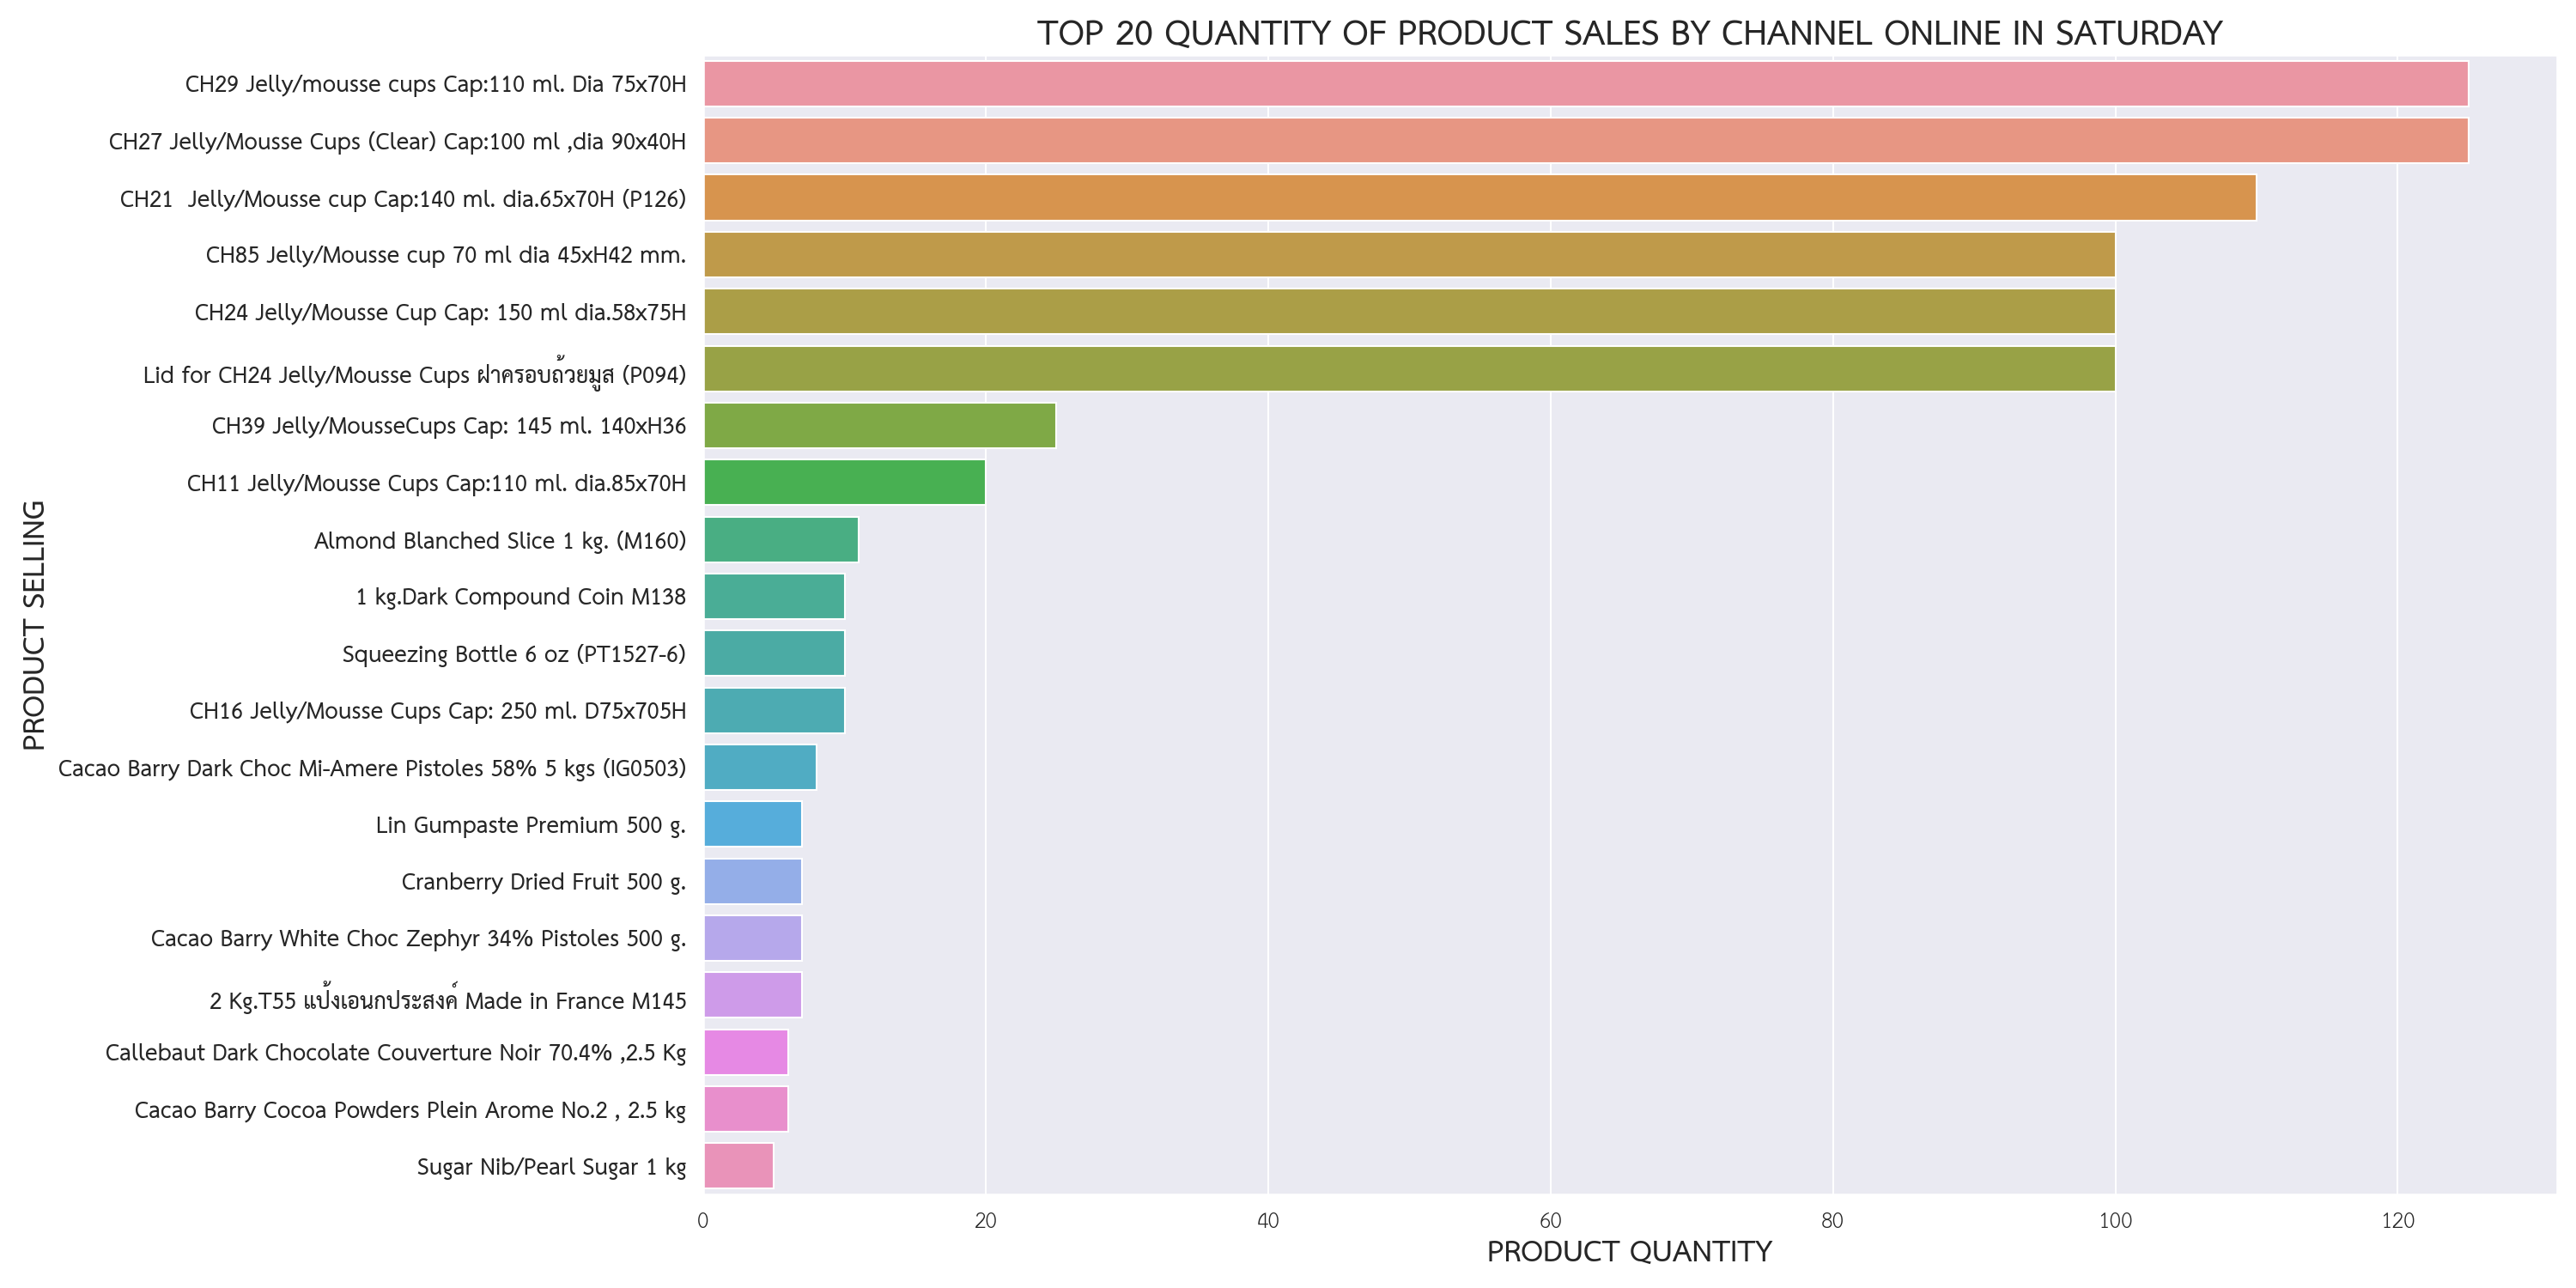 TOP 20 QUANTITY OF PRODUCT SALES BY CHANNEL ONLINE IN SATURDAY
PRODUCT SELLING
CH29 Jelly/mousse cups Cap:110 ml. Dia 75x70H
CH27 Jelly/Mousse Cups (Clear) Cap:100 ml ,dia 90x40H
CH21  Jelly/Mousse cup Cap:140 ml. dia.65x70H (P126)
CH85 Jelly/Mousse cup 70 ml dia 45xH42 mm.
CH24 Jelly/Mousse Cup Cap: 150 ml dia.58x75H
Lid for CH24 Jelly/Mousse Cups ฝาครอบถ้วยมูส (P094)
CH39 Jelly/MousseCups Cap: 145 ml. 140xH36
CH11 Jelly/Mousse Cups Cap:110 ml. dia.85x70H
Almond Blanched Slice 1 kg. (M160)
1 kg.Dark Compound Coin M138
Squeezing Bottle 6 oz (PT1527-6)
CH16 Jelly/Mousse Cups Cap: 250 ml. D75x705H
Cacao Barry Dark Choc Mi-Amere Pistoles 58% 5 kgs (IG0503)
Lin Gumpaste Premium 500 g.
Cranberry Dried Fruit 500 g.
Cacao Barry White Choc Zephyr 34% Pistoles 500 g.
2 Kg.T55 แป้งเอนกประสงค์ Made in France M145
Callebaut Dark Chocolate Couverture Noir 70.4% ,2.5 Kg
Cacao Barry Cocoa Powders Plein Arome No.2 , 2.5 kg
Sugar Nib/Pearl Sugar 1 kg
0 20 40 60 80 100 120
PRODUCT QUANTITY